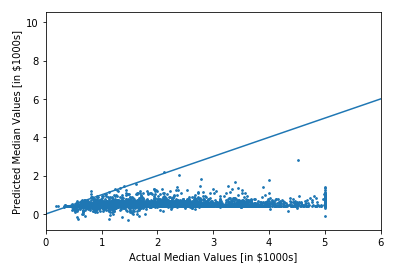 10
8
6
4
2
0
Predicted Median Values [in $1000s]
0 1 2 3 4 5 6
Actual Median Values [in $1000s]